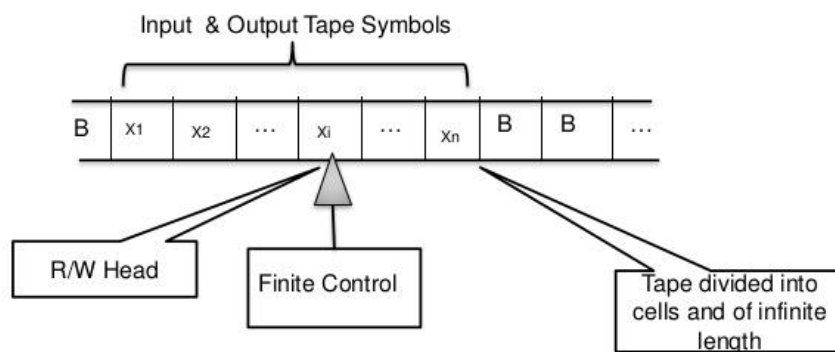 Input & Output Tape Symbols
B X1 X2 ... Xi ... Xn B B ...
R/W Head
Finite Control
Tape divided into
cells and of infinite
length